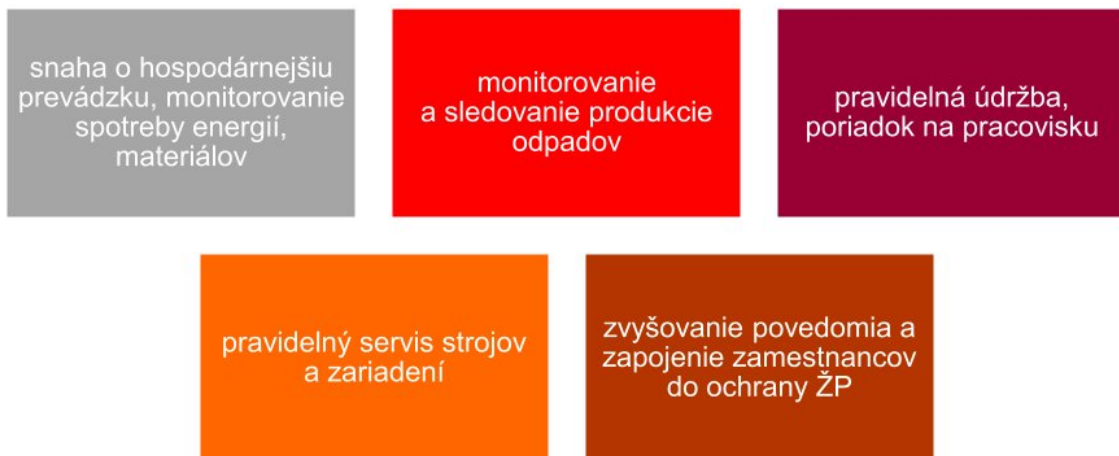 snaha o hospodárnejšiu
prevádzku, monitorovanie
spotreby energií,
materiálov
monitorovanie
a sledovanie produkcie
odpadov
pravidelná údržba,
poriadok na pracovisku
pravidelný servis strojov
a zariadení
zvyšovanie povedomia a
zapojenie zamestnancov
do ochrany ŽP